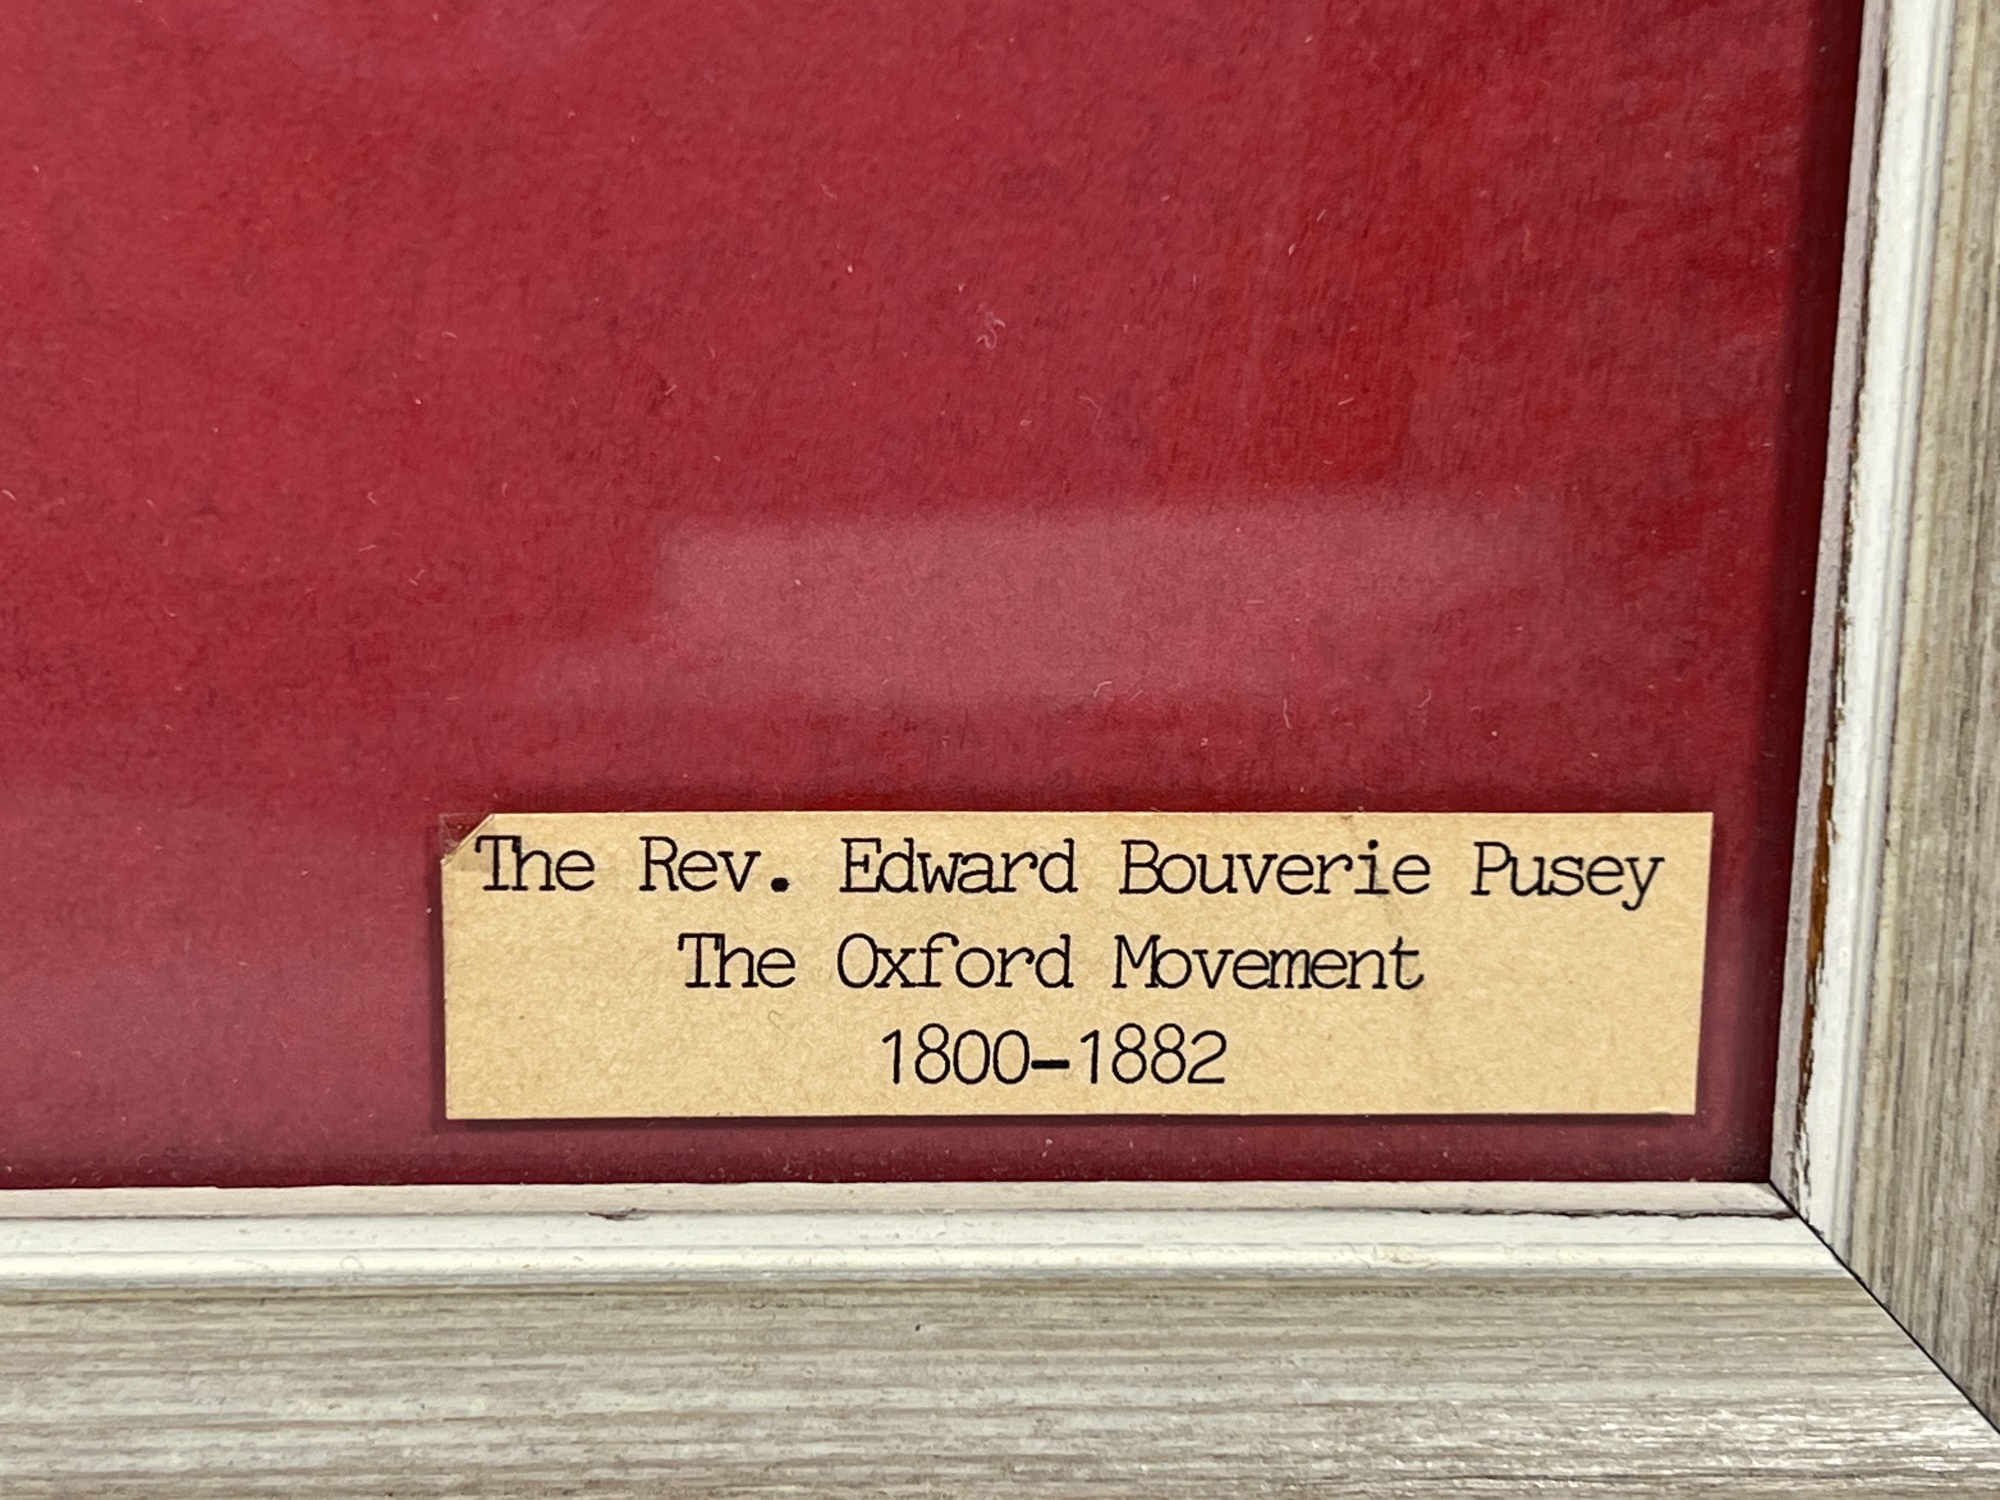 The Rev. Edward Bouverie Pusey
The Oxford Movement
1800-1882